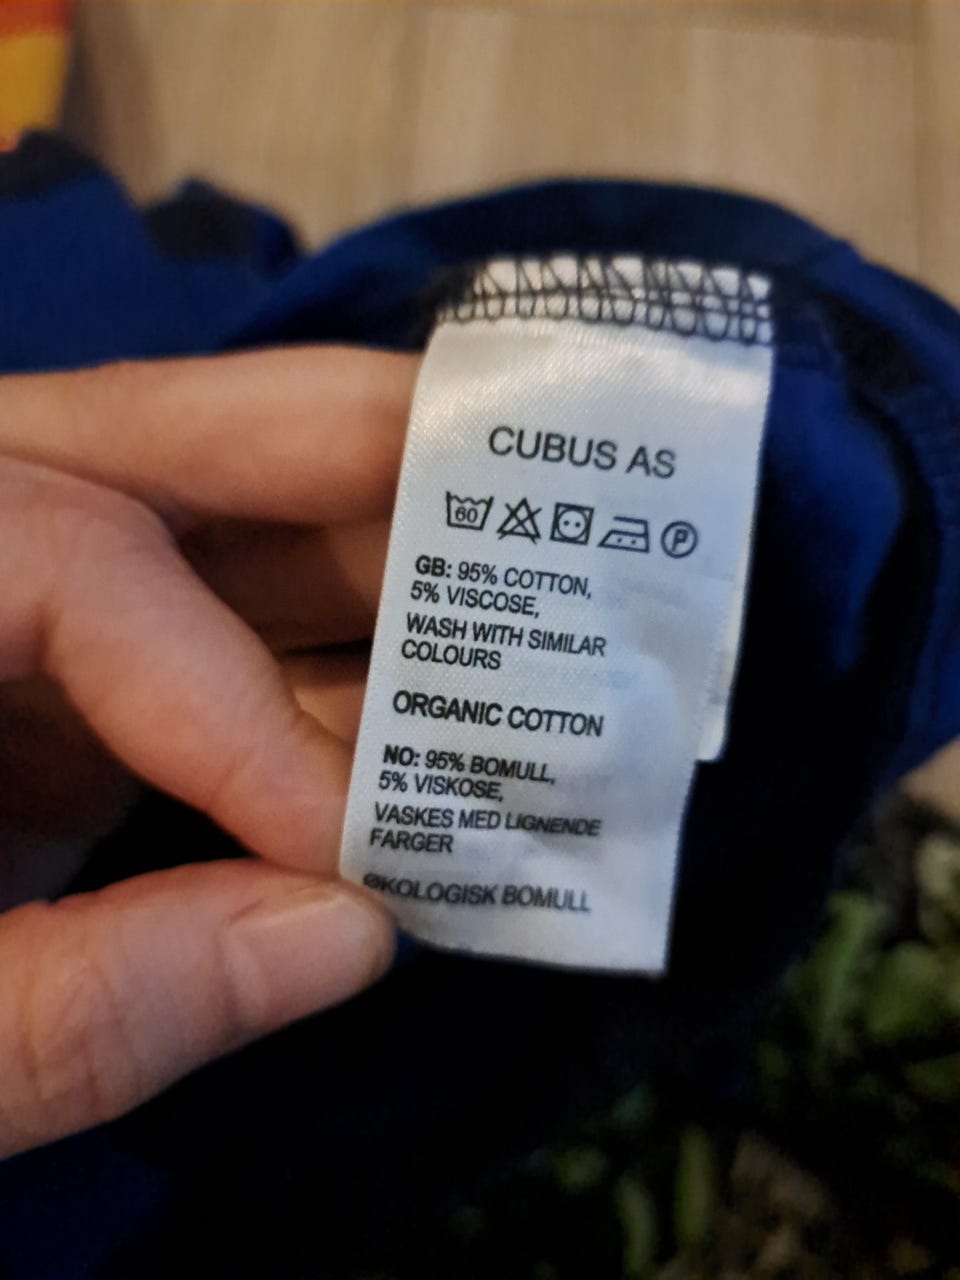 CUBUS AS
60 P
GB: 95% COTTON,
5% VISCOSE,
WASH WITH SIMILAR
COLOURS
ORGANIC COTTON
NO: 95% BOMULL,
5% VISKOSE,
VASKES MED LIGNENDE
FARGER
ØKOLOGISK BOMULL